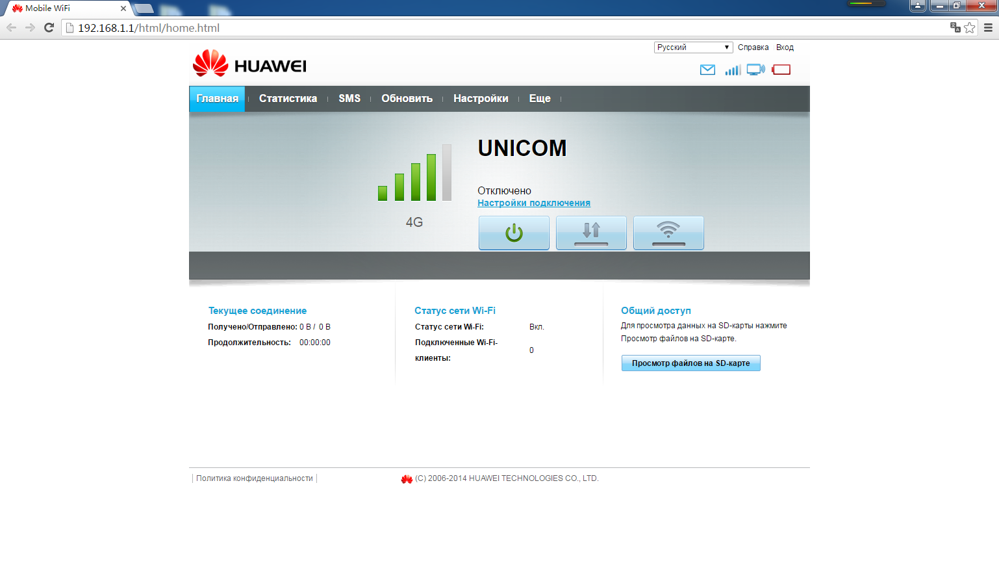 Mobile WiFi
192.168.1.1/html/home.html
Русский Справка Вход
HUAWEI
Главная Статистика SMS Обновить Настройки Еще
UNICOM
Отключено
Настройки подключения
4G
Текущее соединение
Получено/Отправлено: 0 B / 0 B
Продолжительность: 00:00:00
Статус сети Wi-Fi
Статус сети Wi-Fi: Вкл.
Подключенные Wi-Fi-
клиенты: 0
Общий доступ
Для просмотра данных на SD-карты нажмите
Просмотр файлов на SD-карте.
Просмотр файлов на SD-карте
Политика конфиденциальности
(C) 2006-2014 HUAWEI TECHNOLOGIES CO., LTD.